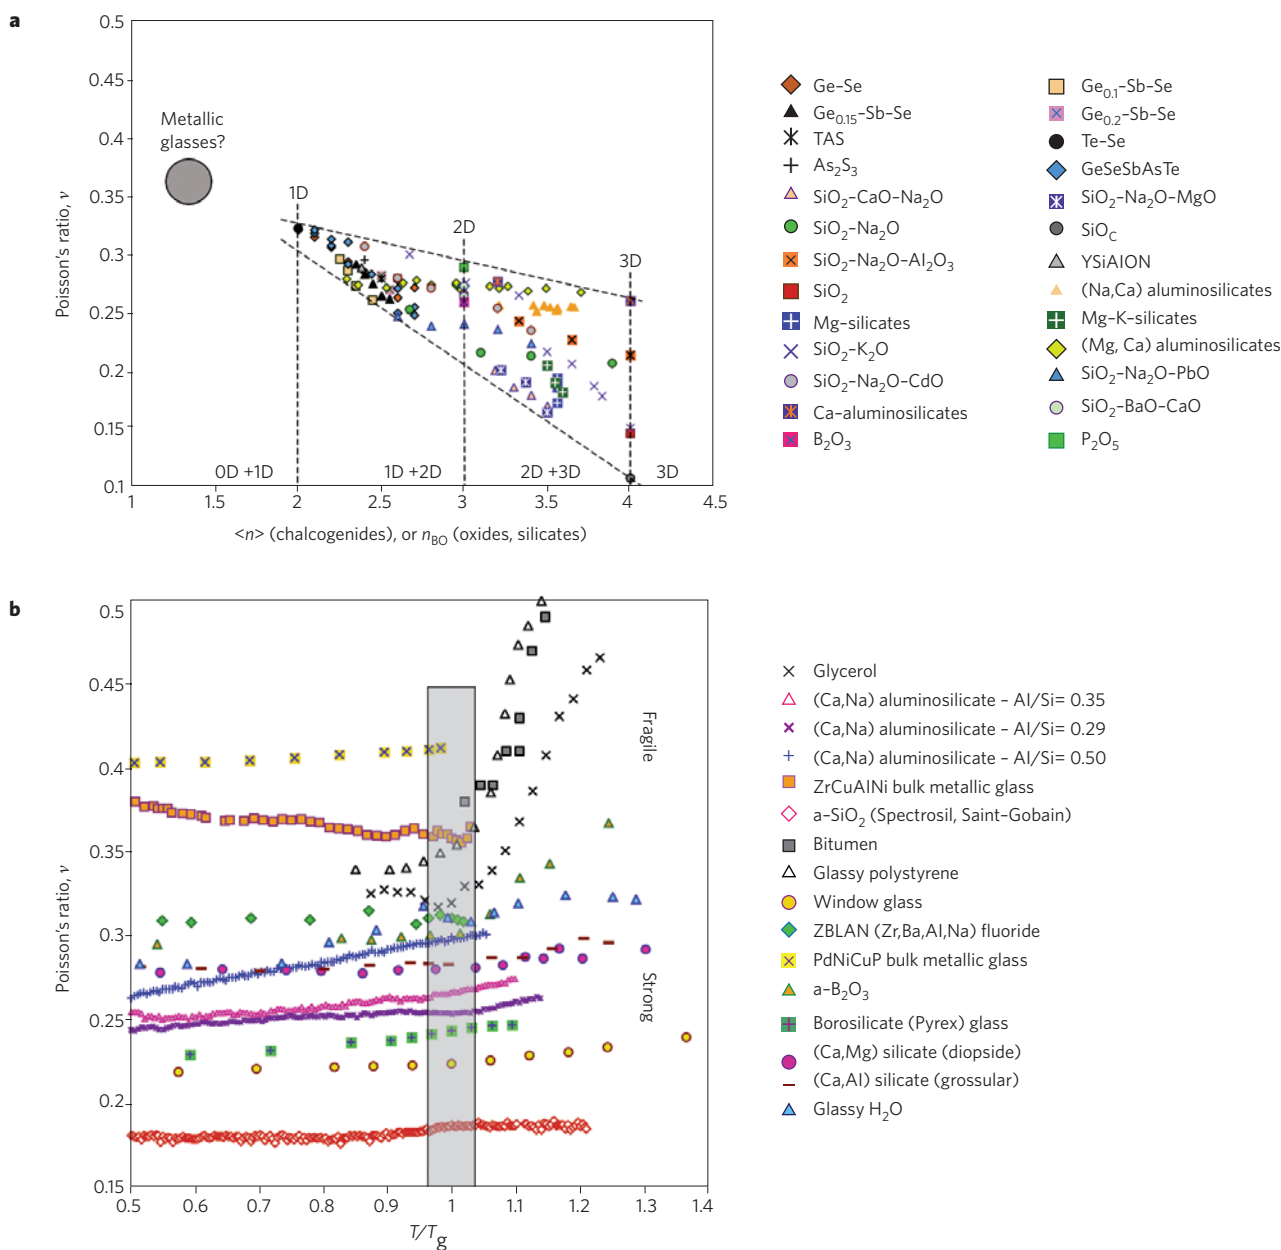 a
0.5
0.45
0.4
0.35
0.3
0.25
0.2
0.15
0.1
Poisson's ratio, ν
Metallic
glasses?
1D
2D
3D
0D +1D
1D +2D
2D +3D
3D
1
1.5
2
2.5
3
3.5
4
4.5
<n> (chalcogenides), or nBO (oxides, silicates)
Ge–Se
Ge0.15–Sb–Se
TAS
As2S3
SiO2–CaO–Na2O
SiO2–Na2O
SiO2–Na2O–Al2O3
SiO2
Mg–silicates
SiO2–K2O
SiO2–Na2O–CdO
Ca–aluminosilicates
B2O3
Ge0.1–Sb–Se
Ge0.2–Sb–Se
Te–Se
GeSeSbAsTe
SiO2–Na2O–MgO
SiOC
YSiAlON
(Na,Ca) aluminosilicates
Mg–K–silicates
(Mg, Ca) aluminosilicates
SiO2–Na2O–PbO
SiO2–BaO–CaO
P2O5
b
0.5
0.45
0.4
0.35
0.3
0.25
0.2
0.15
Poisson's ratio, ν
Fragile
Strong
0.5
0.6
0.7
0.8
0.9
1
1.1
1.2
1.3
1.4
T/Tg
Glycerol
(Ca,Na) aluminosilicate – Al/Si= 0.35
(Ca,Na) aluminosilicate – Al/Si= 0.29
(Ca,Na) aluminosilicate – Al/Si= 0.50
ZrCuAlNi bulk metallic glass
a-SiO2 (Spectrosil, Saint–Gobain)
Bitumen
Glassy polystyrene
Window glass
ZBLAN (Zr,Ba,Al,Na) fluoride
PdNiCuP bulk metallic glass
a–B2O3
Borosilicate (Pyrex) glass
(Ca,Mg) silicate (diopside)
(Ca,Al) silicate (grossular)
Glassy H2O